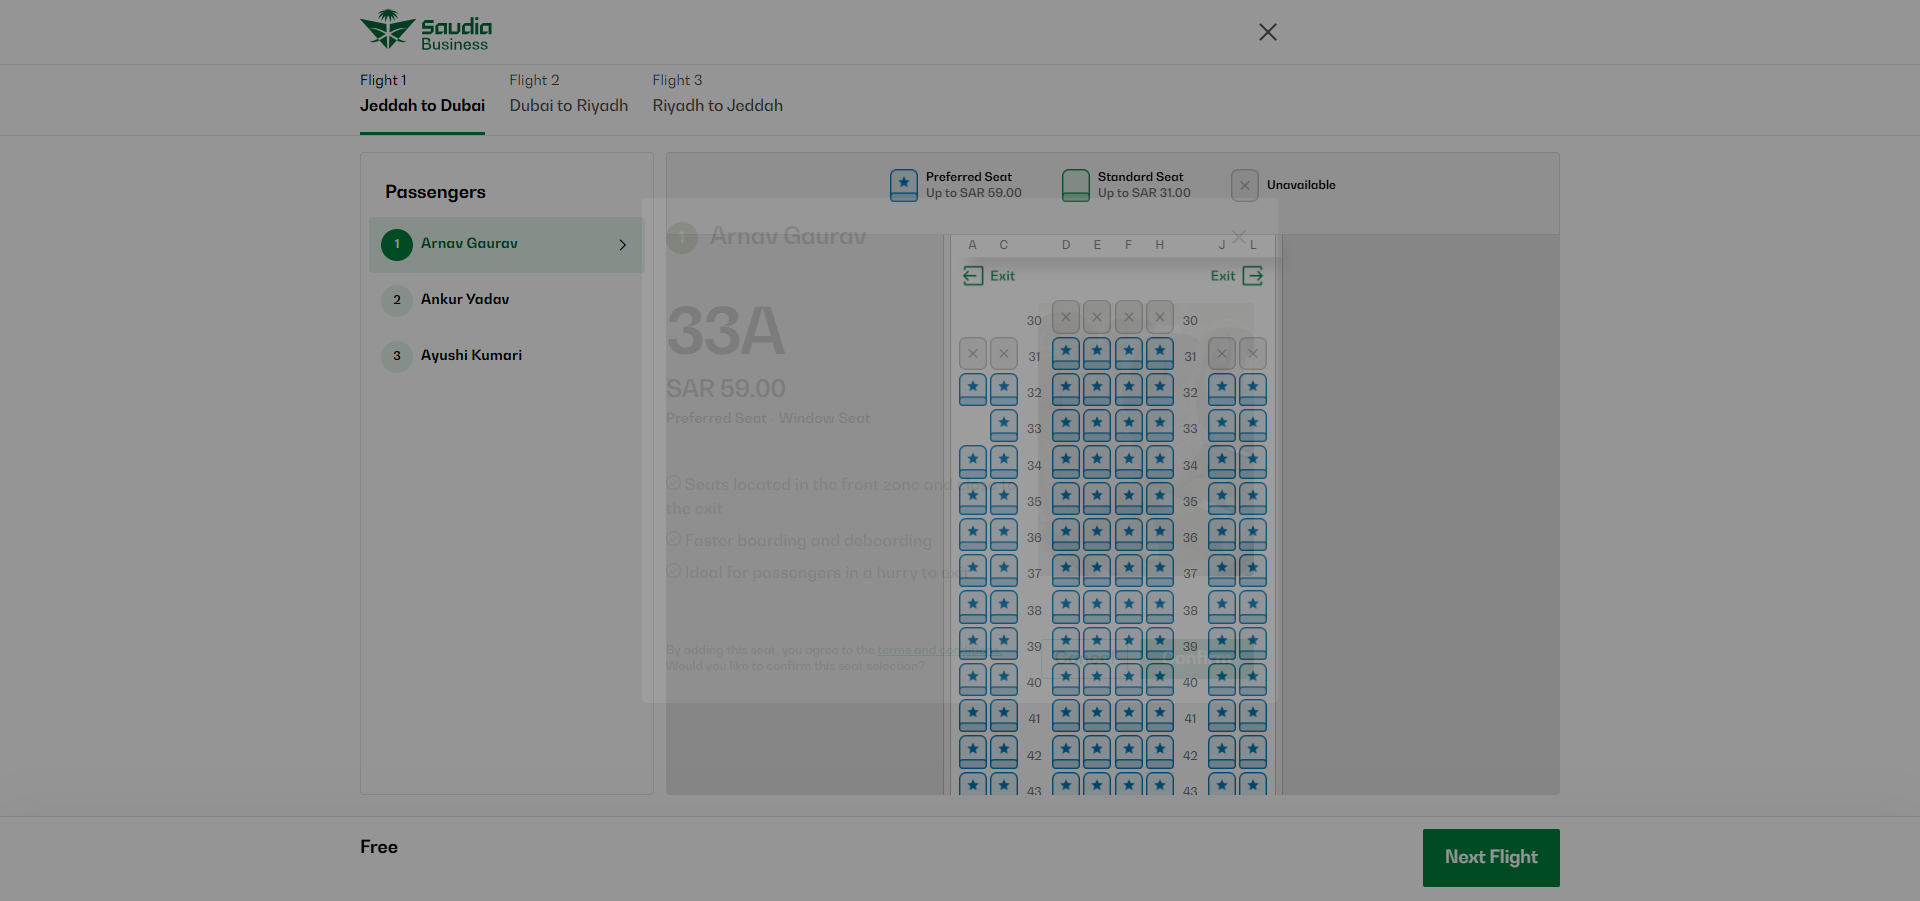 Saudia
Business
Flight 1
Jeddah to Dubai
Flight 2
Dubai to Riyadh
Flight 3
Riyadh to Jeddah
Passengers
1 Arnav Gaurav
2 Ankur Yadav
3 Ayushi Kumari
Preferred Seat
Up to SAR 59.00
Standard Seat
Up to SAR 31.00
Unavailable
1 Arnav Gaurav
33A
SAR 59.00
Preferred Seat - Window Seat
Seats located in the front zone and close to
the exit
Faster boarding and deboarding
Ideal for passengers in a hurry to exit
By adding this seat, you agree to the terms and conditions.
Would you like to confirm this seat selection?
Cancel
Confirm
A C D E F H J L
Exit Exit
30 30
31 31
32 32
33 33
34 34
35 35
36 36
37 37
38 38
39 39
40 40
41 41
42 42
43 43
Free
Next Flight